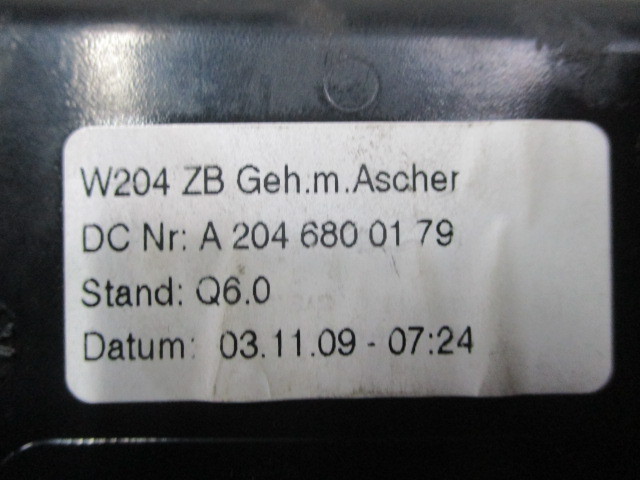 W204 ZB Geh.m.Ascher
DC Nr: A 204 680 01 79
Stand: Q6.0
Datum: 03.11.09 - 07:24